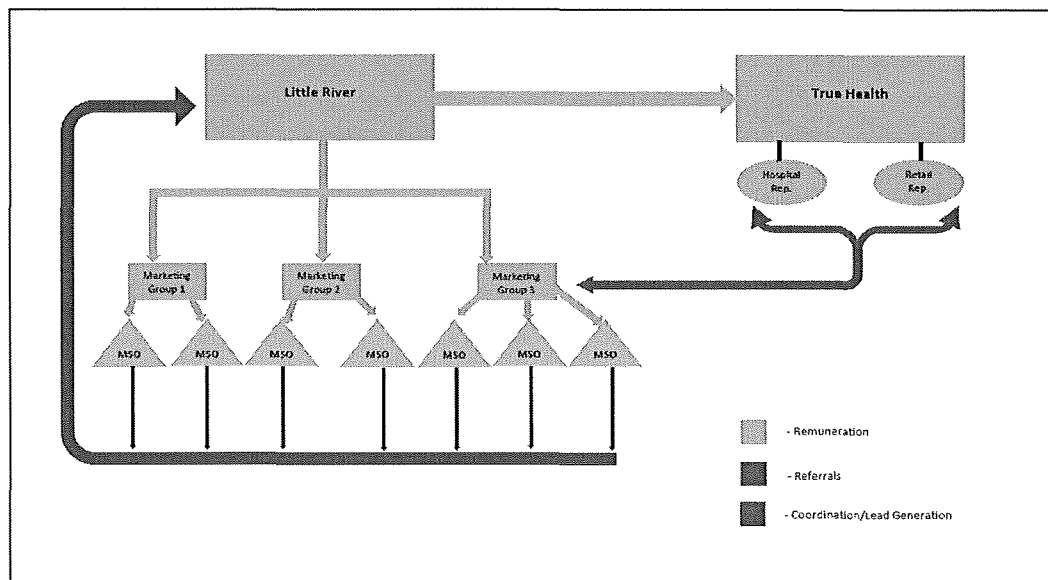 Little River
True Health
Hospital
Rep.
Retail
Rep
Marketing
Group 1
Marketing
Group 2
Marketing
Group 3
MSO
MSO
MSO
MSO
MSO
MSO
MSO
- Remuneration
- Referrals
- Coordination/Lead Generation